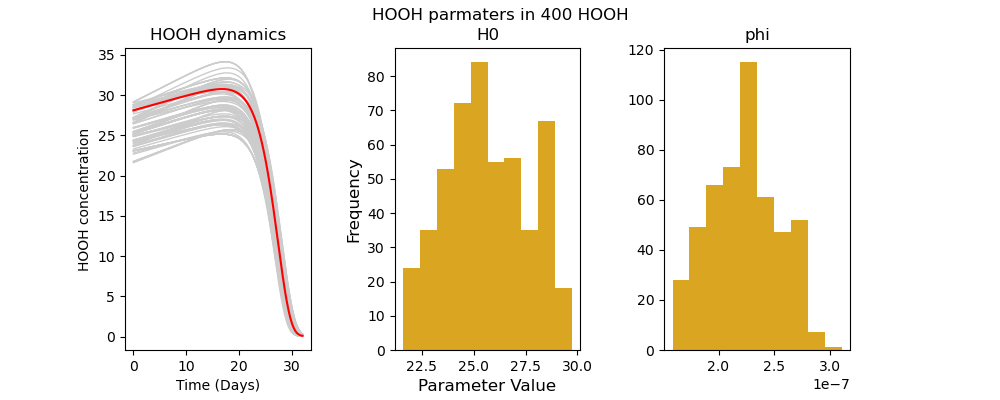 HOOH parmaters in 400 HOOH
HOOH dynamics
H0
phi
HOOH concentration
35
30
25
20
15
10
5
0
0 10 20 30
Time (Days)
Frequency
80
70
60
50
40
30
20
10
0
22.5 25.0 27.5 30.0
Parameter Value
120
100
80
60
40
20
0
2.0 2.5 3.0
1e−7